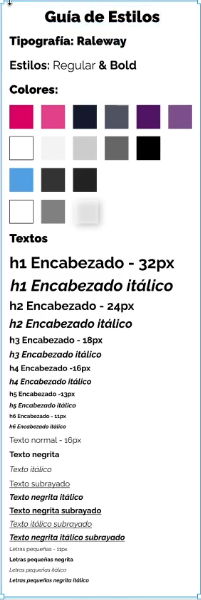 Guía de Estilos
Tipografía: Raleway
Estilos: Regular & Bold
Colores:
Textos
h1 Encabezado - 32px
h1 Encabezado itálico
h2 Encabezado - 24px
h2 Encabezado itálico
h3 Encabezado - 18px
h3 Encabezado itálico
h4 Encabezado -16px
h4 Encabezado itálico
h5 Encabezado -13px
h5 Encabezado itálico
h6 Encabezado - 11px
h6 Encabezado itálico
Texto normal - 16px
Texto negrita
Texto itálico
Texto subrayado
Texto negrita itálico
Texto negrita subrayado
Texto itálico subrayado
Texto negrita itálico subrayado
Letras pequeñas - 12px
Letras pequeñas negrita
Letras pequeñas itálico
Letras pequeñas negrita itálico